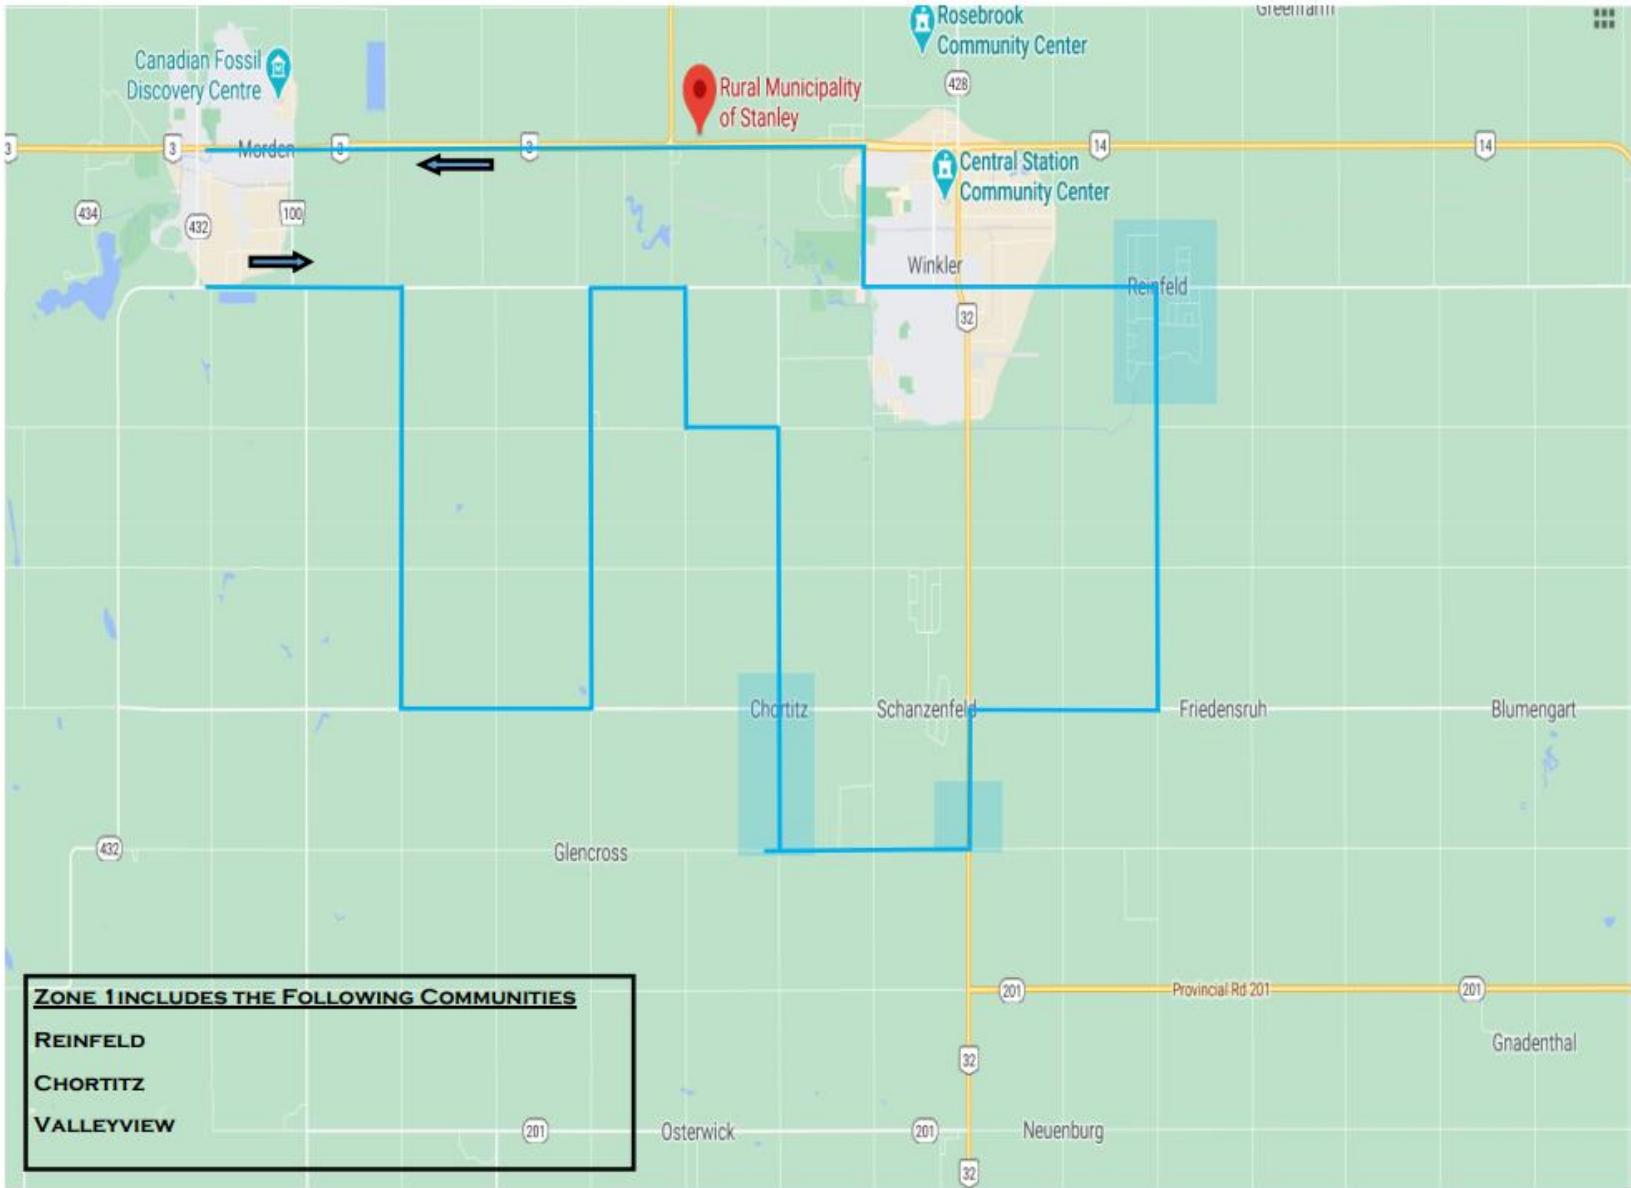 Greenfarm
Rosebrook
Community Center
Canadian Fossil
Discovery Centre
428
Rural Municipality
of Stanley
3
3
Morden
3
3
14
14
Central Station
Community Center
434
432
100
Winkler
Reinfeld
32
Chortitz
Schanzenfeld
Friedensruh
Blumengart
432
Glencross
201
Provincial Rd 201
201
Gnadenthal
32
ZONE 1INCLUDES THE FOLLOWING COMMUNITIES
REINFELD
CHORTITZ
VALLEYVIEW
201
Osterwick
201
Neuenburg
32